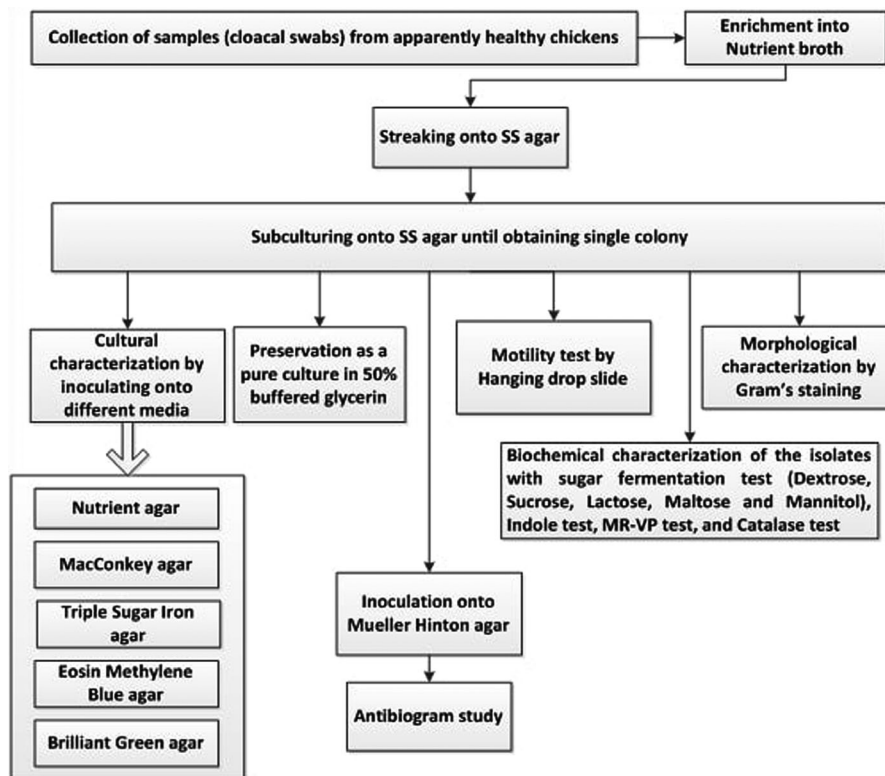 Collection of samples (cloacal swabs) from apparently healthy chickens
Enrichment into
Nutrient broth
Streaking onto SS agar
Subculturing onto SS agar until obtaining single colony
Cultural
characterization by
inoculating onto
different media
Preservation as a
pure culture in 50%
buffered glycerin
Motility test by
Hanging drop slide
Morphological
characterization by
Gram's staining
Biochemical characterization of the isolates
with sugar fermentation test (Dextrose,
Sucrose, Lactose, Maltose and Mannitol),
Indole test, MR-VP test, and Catalase test
Nutrient agar
MacConkey agar
Triple Sugar Iron
agar
Eosin Methylene
Blue agar
Brilliant Green agar
Inoculation onto
Mueller Hinton agar
Antibiogram study